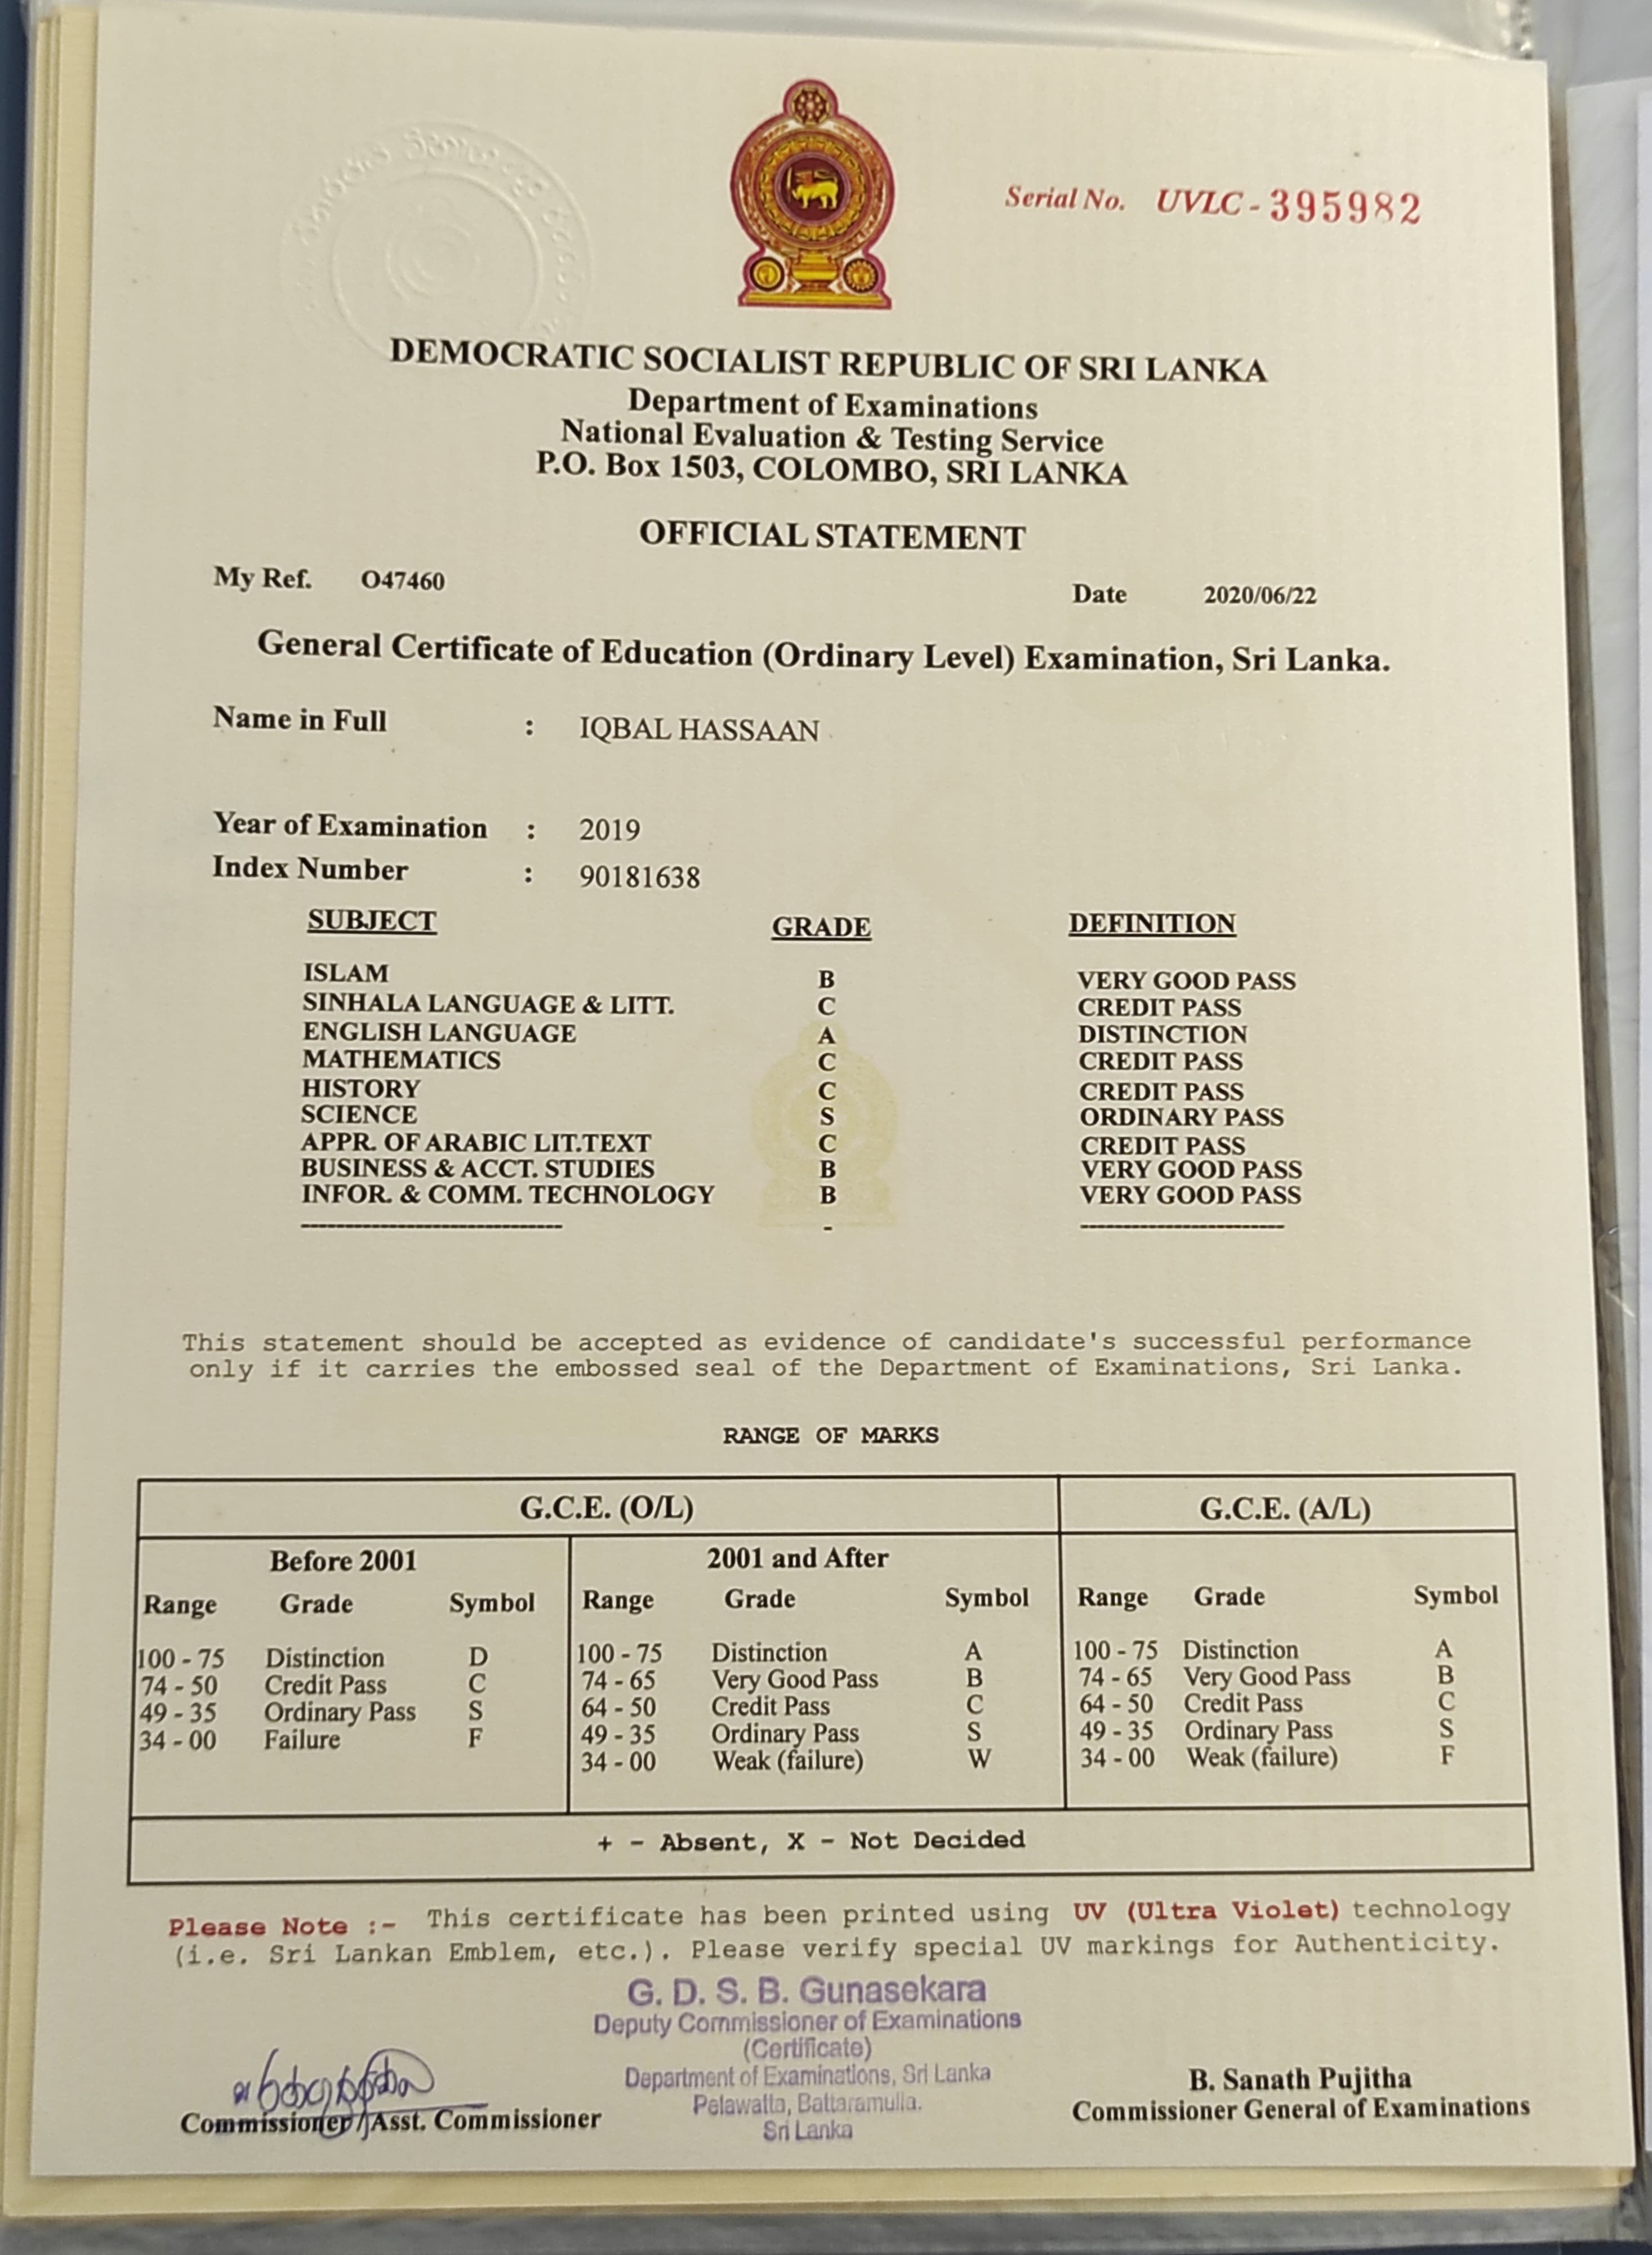 Serial No. UVLC - 395982
DEMOCRATIC SOCIALIST REPUBLIC OF SRI LANKA
Department of Examinations
National Evaluation & Testing Service
P.O. Box 1503, COLOMBO, SRI LANKA
OFFICIAL STATEMENT
My Ref. O47460 Date 2020/06/22
General Certificate of Education (Ordinary Level) Examination, Sri Lanka.
Name in Full : IQBAL HASSAAN
Year of Examination : 2019
Index Number : 90181638
SUBJECT GRADE DEFINITION
ISLAM B VERY GOOD PASS
SINHALA LANGUAGE & LITT. C CREDIT PASS
ENGLISH LANGUAGE A DISTINCTION
MATHEMATICS C CREDIT PASS
HISTORY C CREDIT PASS
SCIENCE S ORDINARY PASS
APPR. OF ARABIC LIT.TEXT C CREDIT PASS
BUSINESS & ACCT. STUDIES B VERY GOOD PASS
INFOR. & COMM. TECHNOLOGY B VERY GOOD PASS
This statement should be accepted as evidence of candidate's successful performance
only if it carries the embossed seal of the Department of Examinations, Sri Lanka.
RANGE OF MARKS
G.C.E. (O/L) G.C.E. (A/L)
Before 2001 2001 and After
Range Grade Symbol Range Grade Symbol Range Grade Symbol
100 - 75 Distinction D 100 - 75 Distinction A 100 - 75 Distinction A
74 - 50 Credit Pass C 74 - 65 Very Good Pass B 74 - 65 Very Good Pass B
49 - 35 Ordinary Pass S 64 - 50 Credit Pass C 64 - 50 Credit Pass C
34 - 00 Failure F 49 - 35 Ordinary Pass S 49 - 35 Ordinary Pass S
34 - 00 Weak (failure) W 34 - 00 Weak (failure) F
+ - Absent, X - Not Decided
Please Note :- This certificate has been printed using UV (Ultra Violet) technology
(i.e. Sri Lankan Emblem, etc.). Please verify special UV markings for Authenticity.
G. D. S. B. Gunasekara
Deputy Commissioner of Examinations
(Certificate)
Department of Examinations, Sri Lanka
Pelawatta, Battaramulla.
Sri Lanka
Commissioner / Asst. Commissioner
B. Sanath Pujitha
Commissioner General of Examinations